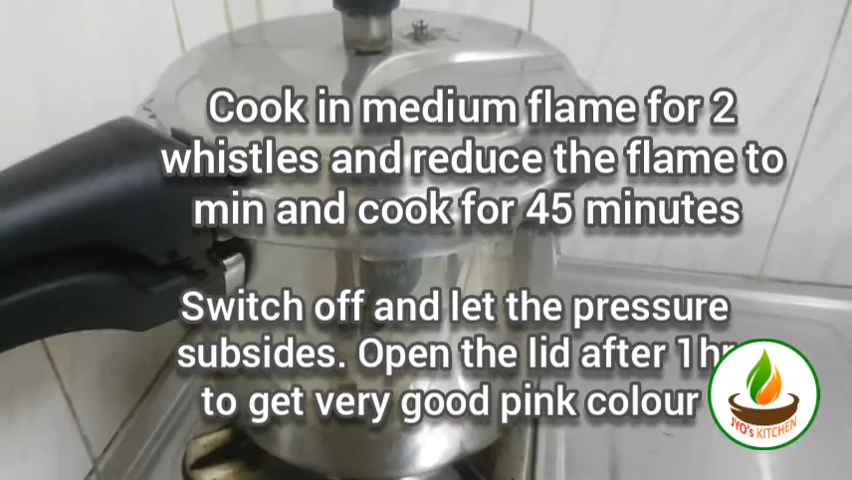 Cook in medium flame for 2
whistles and reduce the flame to
min and cook for 45 minutes
Switch off and let the pressure
subsides. Open the lid after 1hr
to get very good pink colour
JYO's KITCHEN